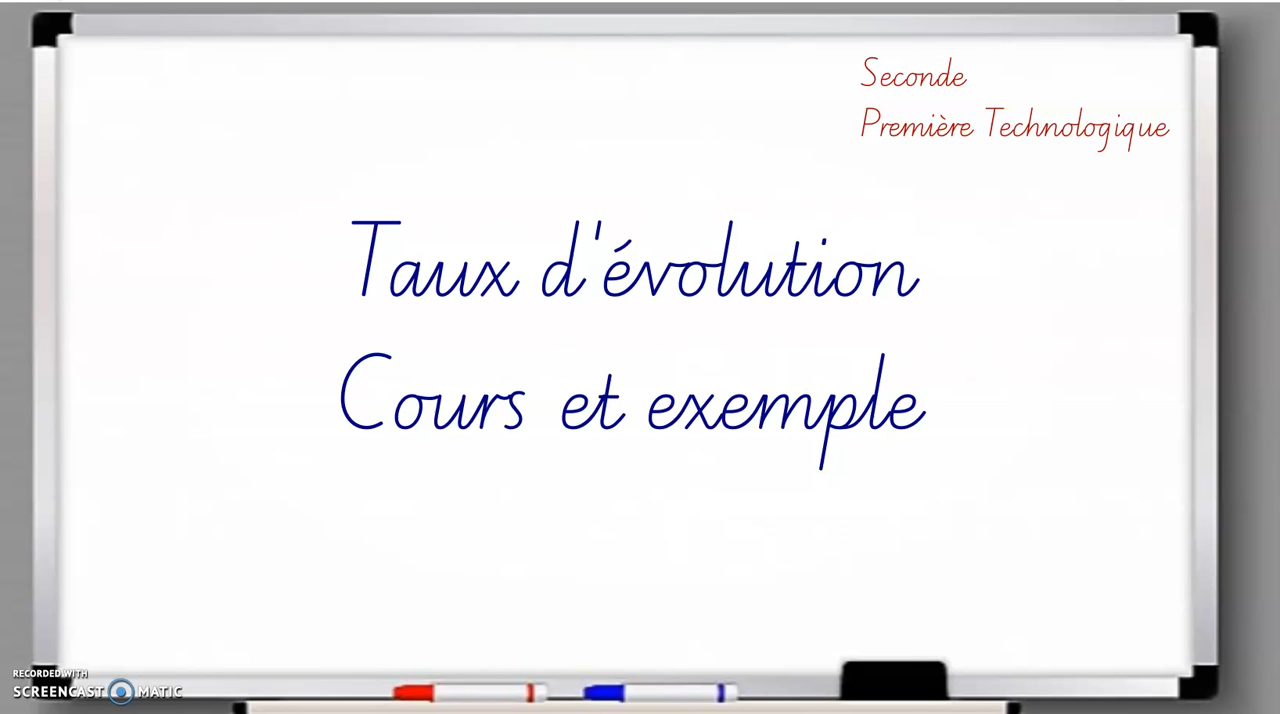 Seconde
Première Technologique
Taux d'évolution
Cours et exemple
RECORDED WITH
SCREENCAST MATIC